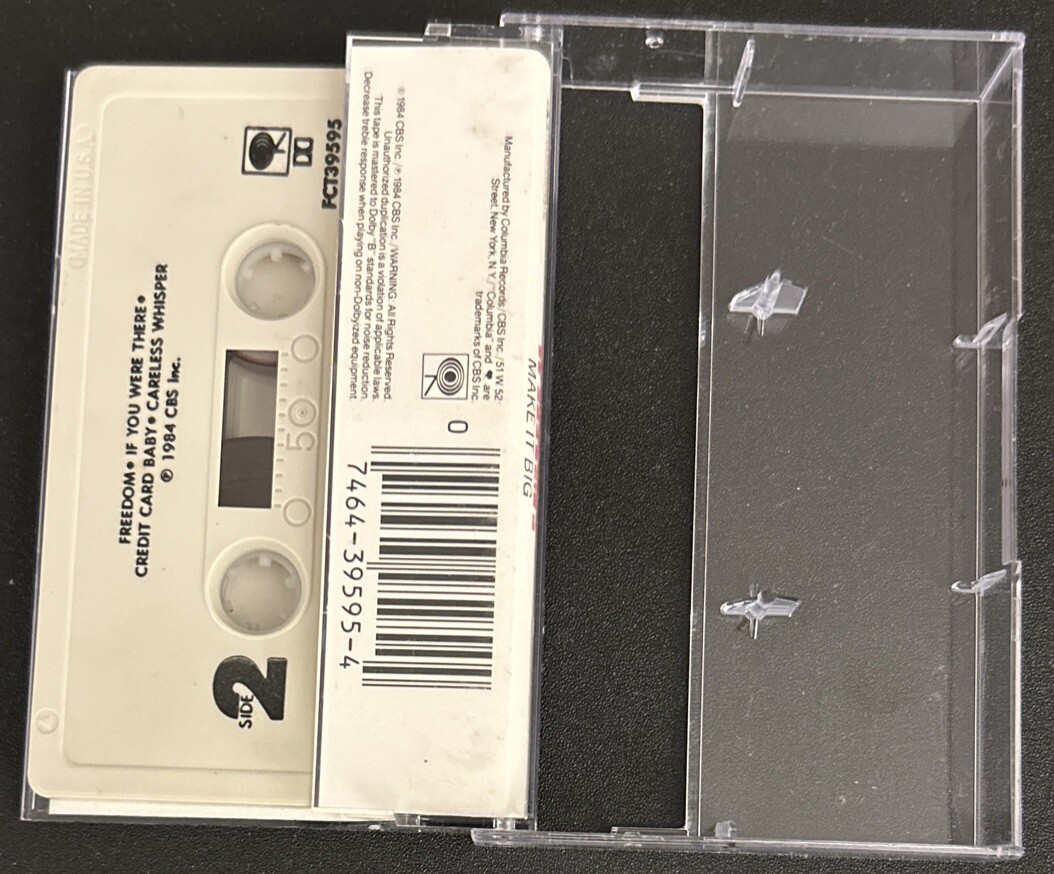 MADE IN U.S.A.
FREEDOM • IF YOU WERE THERE •
CREDIT CARD BABY • CARELESS WHISPER
℗ 1984 CBS Inc.
SIDE 2
50
FCT39595
© 1984 CBS Inc./℗ 1984 CBS Inc./WARNING: All Rights Reserved.
Unauthorized duplication is a violation of applicable laws.
This tape is mastered to Dolby "B" standards for noise reduction.
Decrease treble response when playing on non-Dolbyized equipment.
Manufactured by Columbia Records/CBS Inc./51 W. 52
Street, New York, N.Y./"Columbia" and are
trademarks of CBS Inc.
0
7464-39595-4
MAKE IT BIG